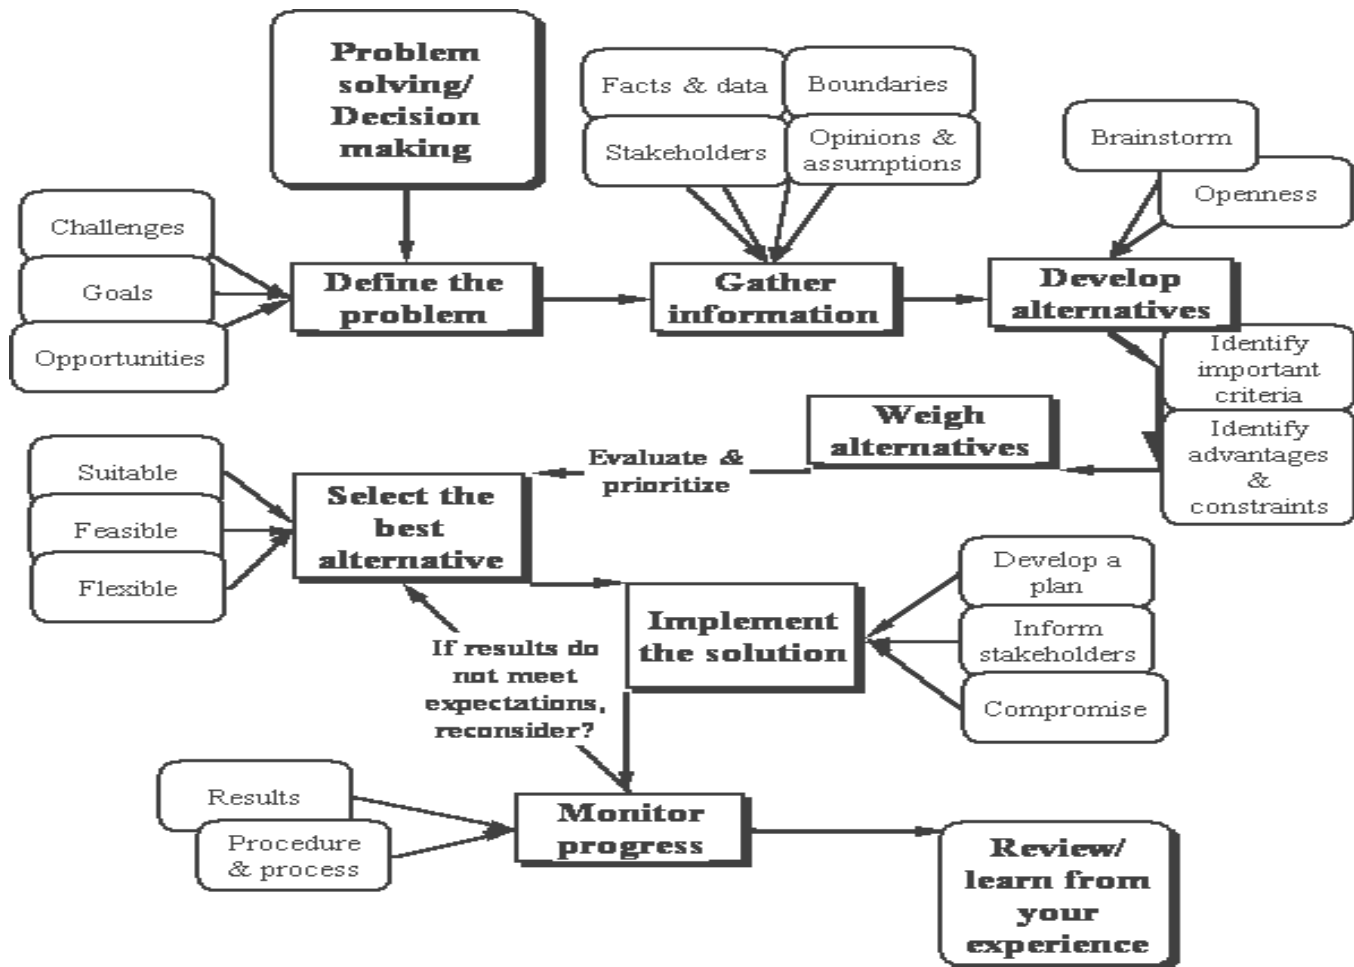 Problem
solving/
Decision
making
Facts & data
Boundaries
Stakeholders
Opinions &
assumptions
Brainstorm
Openness
Challenges
Goals
Opportunities
Define the
problem
Gather
information
Develop
alternatives
Identify
important
criteria
Identify
advantages
&
constraints
Weigh
alternatives
Evaluate &
prioritize
Suitable
Feasible
Flexible
Select the
best
alternative
Implement
the solution
Develop a
plan
Inform
stakeholders
Compromise
If results do
not meet
expectations,
reconsider?
Results
Procedure
& process
Monitor
progress
Review/
learn from
your
experience